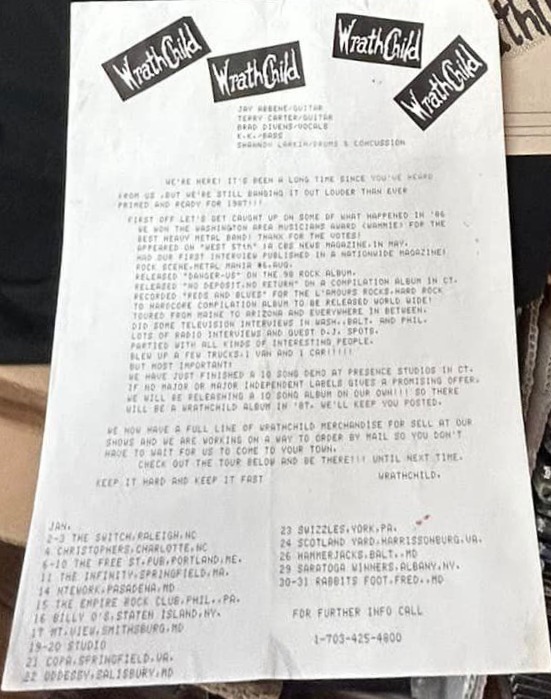 WrathChild
WrathChild
WrathChild
WrathChild
JAY ABBENE/GUITAR
TERRY CARTER/GUITAR
BRAD DIVENS/VOCALS
K.K./BASS
SHANNON LARKIN/DRUMS & CONCUSSION
WE'RE HERE! IT'S BEEN A LONG TIME SINCE YOU'VE HEARD
FROM US ,BUT WE'RE STILL BANGING IT OUT LOUDER THAN EVER
PRIMED AND READY FOR 1987!!!
FIRST OFF LET'S GET CAUGHT UP ON SOME OF WHAT HAPPENED IN '86
WE WON THE WASHINGTON AREA MUSICIANS AWARD (WAMMIE) FOR THE
BEST HEAVY METAL BAND! THANX FOR THE VOTES!
APPEARED ON "WEST 57th",A CBS NEWS MAGAZINE,IN MAY.
HAD OUR FIRST INTERVIEW PUBLISHED IN A NATIONWIDE MAGAZINE!
ROCK SCENE,METAL MANIA #6,AUG.
RELEASED "DANGER-US" ON THE 98 ROCK ALBUM.
RELEASED "NO DEPOSIT,NO RETURN" ON A COMPILATION ALBUM IN CT.
RECORDED "REDS AND BLUES" FOR THE L'AMOURS ROCKS,HARD ROCK
TO HARDCORE COMPILATION ALBUM TO BE RELEASED WORLD WIDE!
TOURED FROM MAINE TO ARIZONA AND EVERYWHERE IN BETWEEN.
DID SOME TELEVISION INTERVIEWS IN WASH.,BALT. AND PHIL.
LOTS OF RADIO INTERVIEWS AND GUEST D.J. SPOTS.
PARTIED WITH ALL KINDS OF INTERESTING PEOPLE.
BLEW UP A FEW TRUCKS,1 VAN AND 1 CAR!!!!!
BUT MOST IMPORTANT!
WE HAVE JUST FINISHED A 10 SONG DEMO AT PRESENCE STUDIOS IN CT.
IF NO MAJOR OR MAJOR INDEPENDENT LABELS GIVES A PROMISING OFFER,
WE WILL BE RELEASING A 10 SONG ALBUM ON OUR OWN!!! SO THERE
WILL BE A WRATHCHILD ALBUM IN '87. WE'LL KEEP YOU POSTED.
WE NOW HAVE A FULL LINE OF WRATHCHILD MERCHANDISE FOR SELL AT OUR
SHOWS AND WE ARE WORKING ON A WAY TO ORDER BY MAIL SO YOU DON'T
HAVE TO WAIT FOR US TO COME TO YOUR TOWN.
CHECK OUT THE TOUR BELOW AND BE THERE!!! UNTIL NEXT TIME.
KEEP IT HARD AND KEEP IT FAST WRATHCHILD.
JAN.
2-3 THE SWITCH,RALEIGH,NC
4 CHRISTOPHERS,CHARLOTTE,NC
6-10 THE FREE ST.PUB,PORTLAND,ME.
11 THE INFINITY,SPRINGFIELD,MA.
14 NTEWORK,PASADENA,MD
15 THE EMPIRE ROCK CLUB,PHIL.,PA.
16 BILLY O'S,STATEN ISLAND,NY.
17 MT.VIEW,SMITHSBURG,MD
19-20 STUDIO
21 COPA,SPRINGFIELD,VA.
22 ODDESSY,SALISBURY,MD
23 SWIZZLES,YORK,PA.
24 SCOTLAND YARD,HARRISSONBURG,VA.
26 HAMMERJACKS,BALT.,MD
29 SARATOGA WINNERS,ALBANY,NY.
30-31 RABBITS FOOT,FRED.,MD
FOR FURTHER INFO CALL
1-703-425-4800